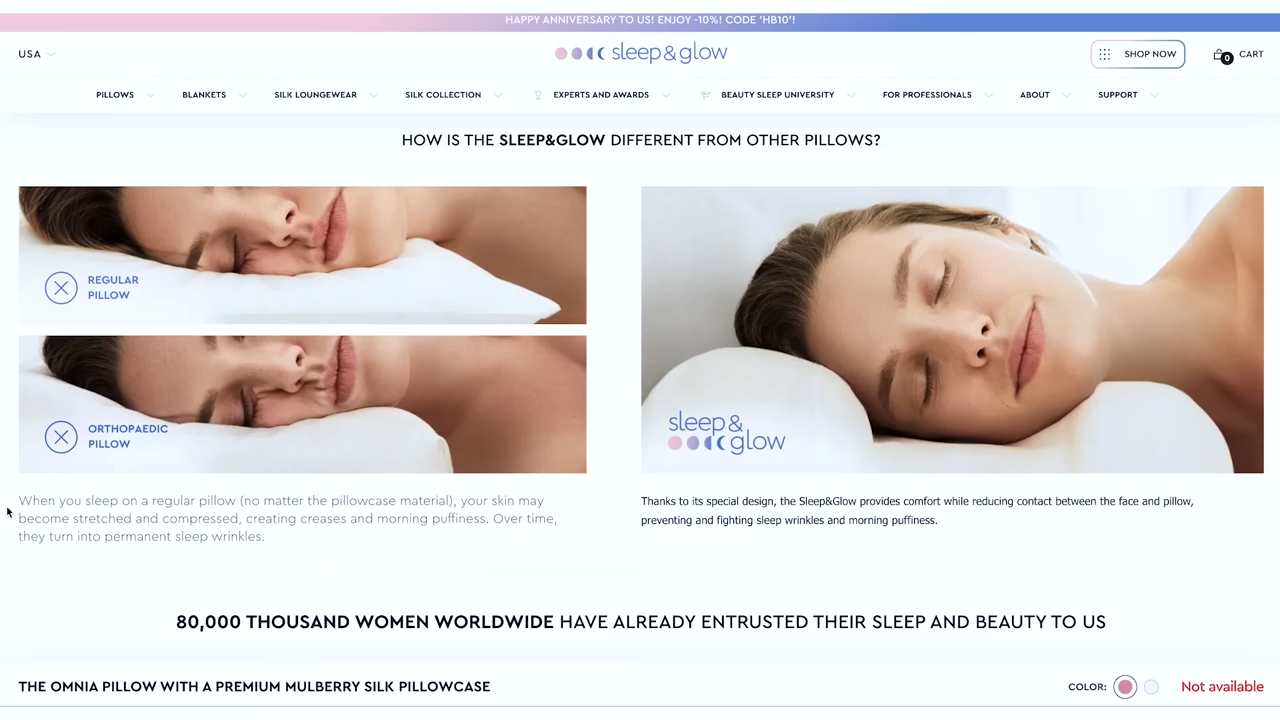 HAPPY ANNIVERSARY TO US! ENJOY -10%! CODE 'HB10'!
USA
sleep&glow
SHOP NOW
0
CART
PILLOWS
BLANKETS
SILK LOUNGEWEAR
SILK COLLECTION
EXPERTS AND AWARDS
BEAUTY SLEEP UNIVERSITY
FOR PROFESSIONALS
ABOUT
SUPPORT
HOW IS THE SLEEP&GLOW DIFFERENT FROM OTHER PILLOWS?
REGULAR
PILLOW
ORTHOPAEDIC
PILLOW
When you sleep on a regular pillow (no matter the pillowcase material), your skin may
become stretched and compressed, creating creases and morning puffiness. Over time,
they turn into permanent sleep wrinkles.
sleep&
glow
Thanks to its special design, the Sleep&Glow provides comfort while reducing contact between the face and pillow,
preventing and fighting sleep wrinkles and morning puffiness.
80,000 THOUSAND WOMEN WORLDWIDE HAVE ALREADY ENTRUSTED THEIR SLEEP AND BEAUTY TO US
THE OMNIA PILLOW WITH A PREMIUM MULBERRY SILK PILLOWCASE
COLOR:
Not available